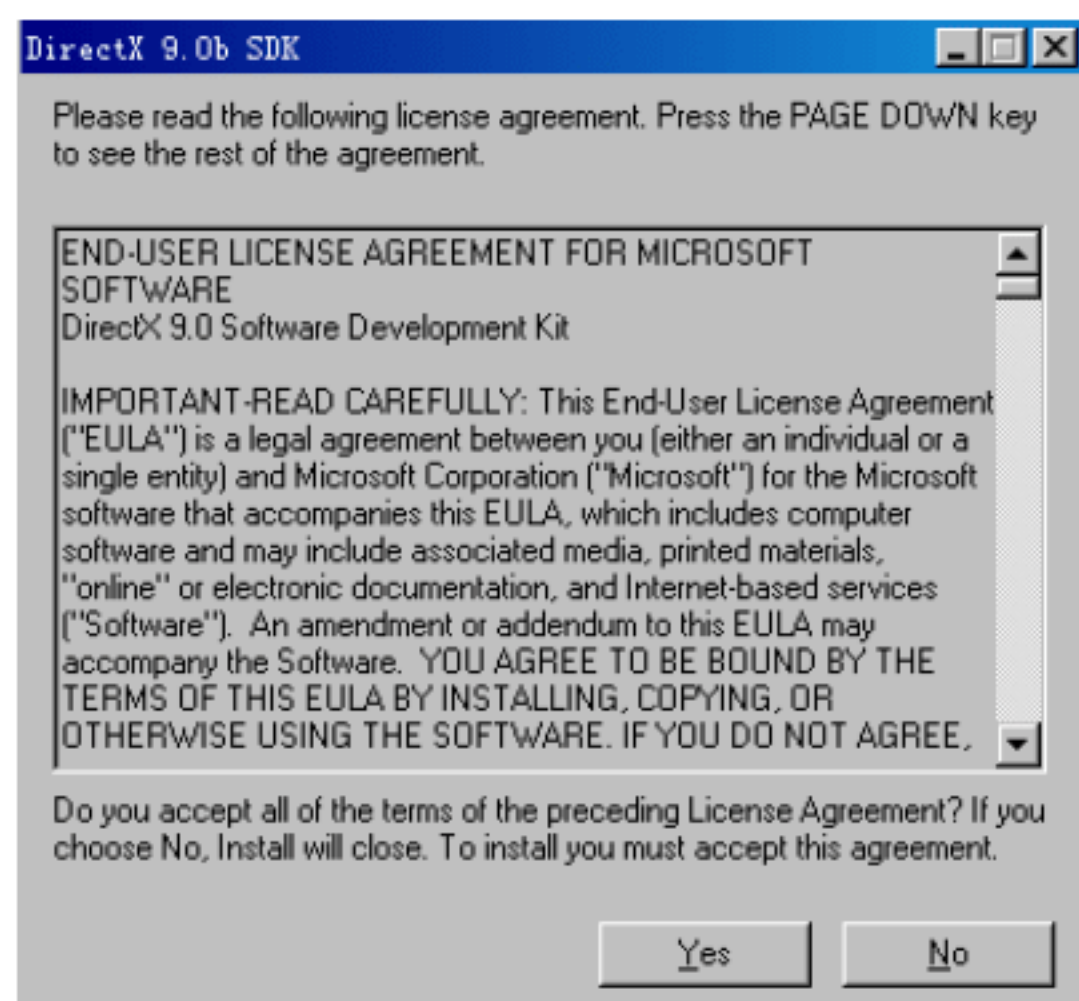 DirectX 9.0b SDK
Please read the following license agreement. Press the PAGE DOWN key
to see the rest of the agreement.
END-USER LICENSE AGREEMENT FOR MICROSOFT
SOFTWARE
DirectX 9.0 Software Development Kit
IMPORTANT-READ CAREFULLY: This End-User License Agreement
("EULA") is a legal agreement between you (either an individual or a
single entity) and Microsoft Corporation ("Microsoft") for the Microsoft
software that accompanies this EULA, which includes computer
software and may include associated media, printed materials,
"online" or electronic documentation, and Internet-based services
("Software").  An amendment or addendum to this EULA may
accompany the Software.  YOU AGREE TO BE BOUND BY THE
TERMS OF THIS EULA BY INSTALLING, COPYING, OR
OTHERWISE USING THE SOFTWARE. IF YOU DO NOT AGREE,
Do you accept all of the terms of the preceding License Agreement? If you
choose No, Install will close. To install you must accept this agreement.
Yes No